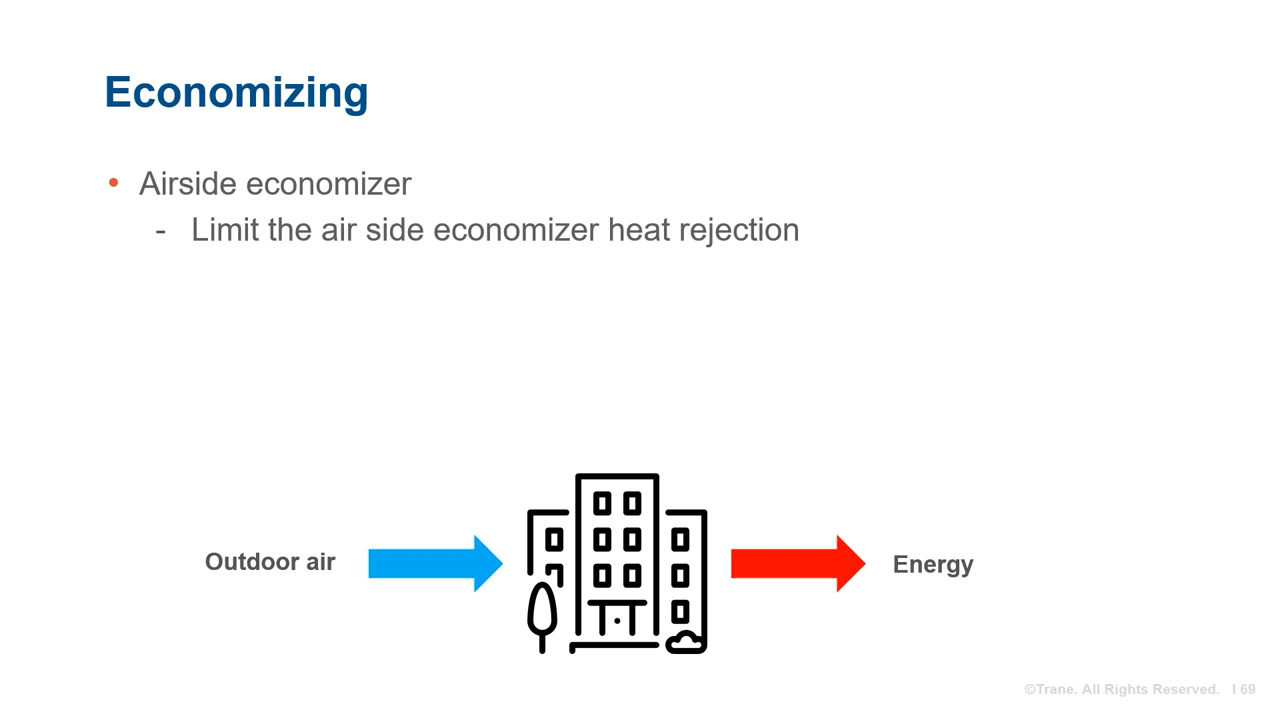 Economizing
• Airside economizer
- Limit the air side economizer heat rejection
Outdoor air
Energy
©Trane. All Rights Reserved. I 69